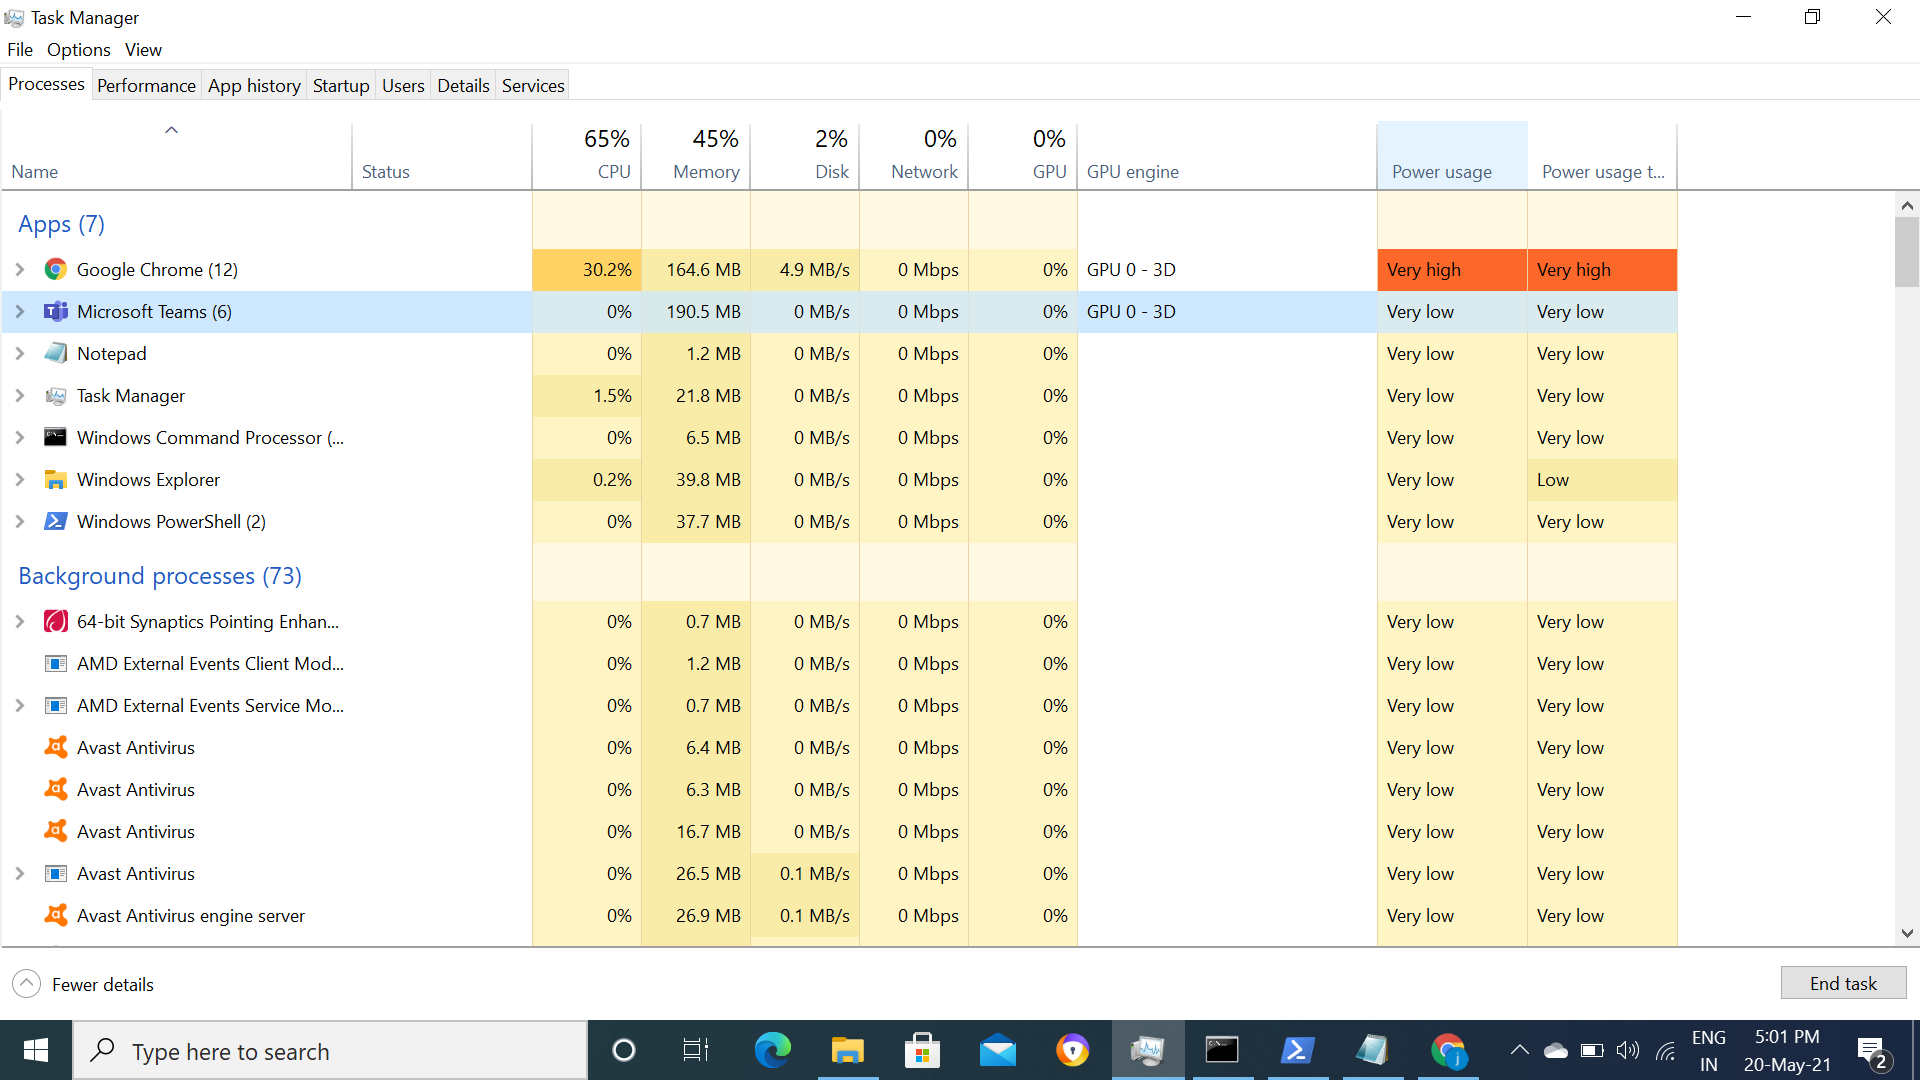 Task Manager
File Options View
Processes Performance App history Startup Users Details Services
65% 45% 2% 0% 0%
Name Status CPU Memory Disk Network GPU GPU engine Power usage Power usage t...
Apps (7)
Google Chrome (12) 30.2% 164.6 MB 4.9 MB/s 0 Mbps 0% GPU 0 - 3D Very high Very high
Microsoft Teams (6) 0% 190.5 MB 0 MB/s 0 Mbps 0% GPU 0 - 3D Very low Very low
Notepad 0% 1.2 MB 0 MB/s 0 Mbps 0% Very low Very low
Task Manager 1.5% 21.8 MB 0 MB/s 0 Mbps 0% Very low Very low
Windows Command Processor (... 0% 6.5 MB 0 MB/s 0 Mbps 0% Very low Very low
Windows Explorer 0.2% 39.8 MB 0 MB/s 0 Mbps 0% Very low Low
Windows PowerShell (2) 0% 37.7 MB 0 MB/s 0 Mbps 0% Very low Very low
Background processes (73)
64-bit Synaptics Pointing Enhan... 0% 0.7 MB 0 MB/s 0 Mbps 0% Very low Very low
AMD External Events Client Mod... 0% 1.2 MB 0 MB/s 0 Mbps 0% Very low Very low
AMD External Events Service Mo... 0% 0.7 MB 0 MB/s 0 Mbps 0% Very low Very low
Avast Antivirus 0% 6.4 MB 0 MB/s 0 Mbps 0% Very low Very low
Avast Antivirus 0% 6.3 MB 0 MB/s 0 Mbps 0% Very low Very low
Avast Antivirus 0% 16.7 MB 0 MB/s 0 Mbps 0% Very low Very low
Avast Antivirus 0% 26.5 MB 0.1 MB/s 0 Mbps 0% Very low Very low
Avast Antivirus engine server 0% 26.9 MB 0.1 MB/s 0 Mbps 0% Very low Very low
Fewer details End task
Type here to search
ENG 5:01 PM
IN 20-May-21 2